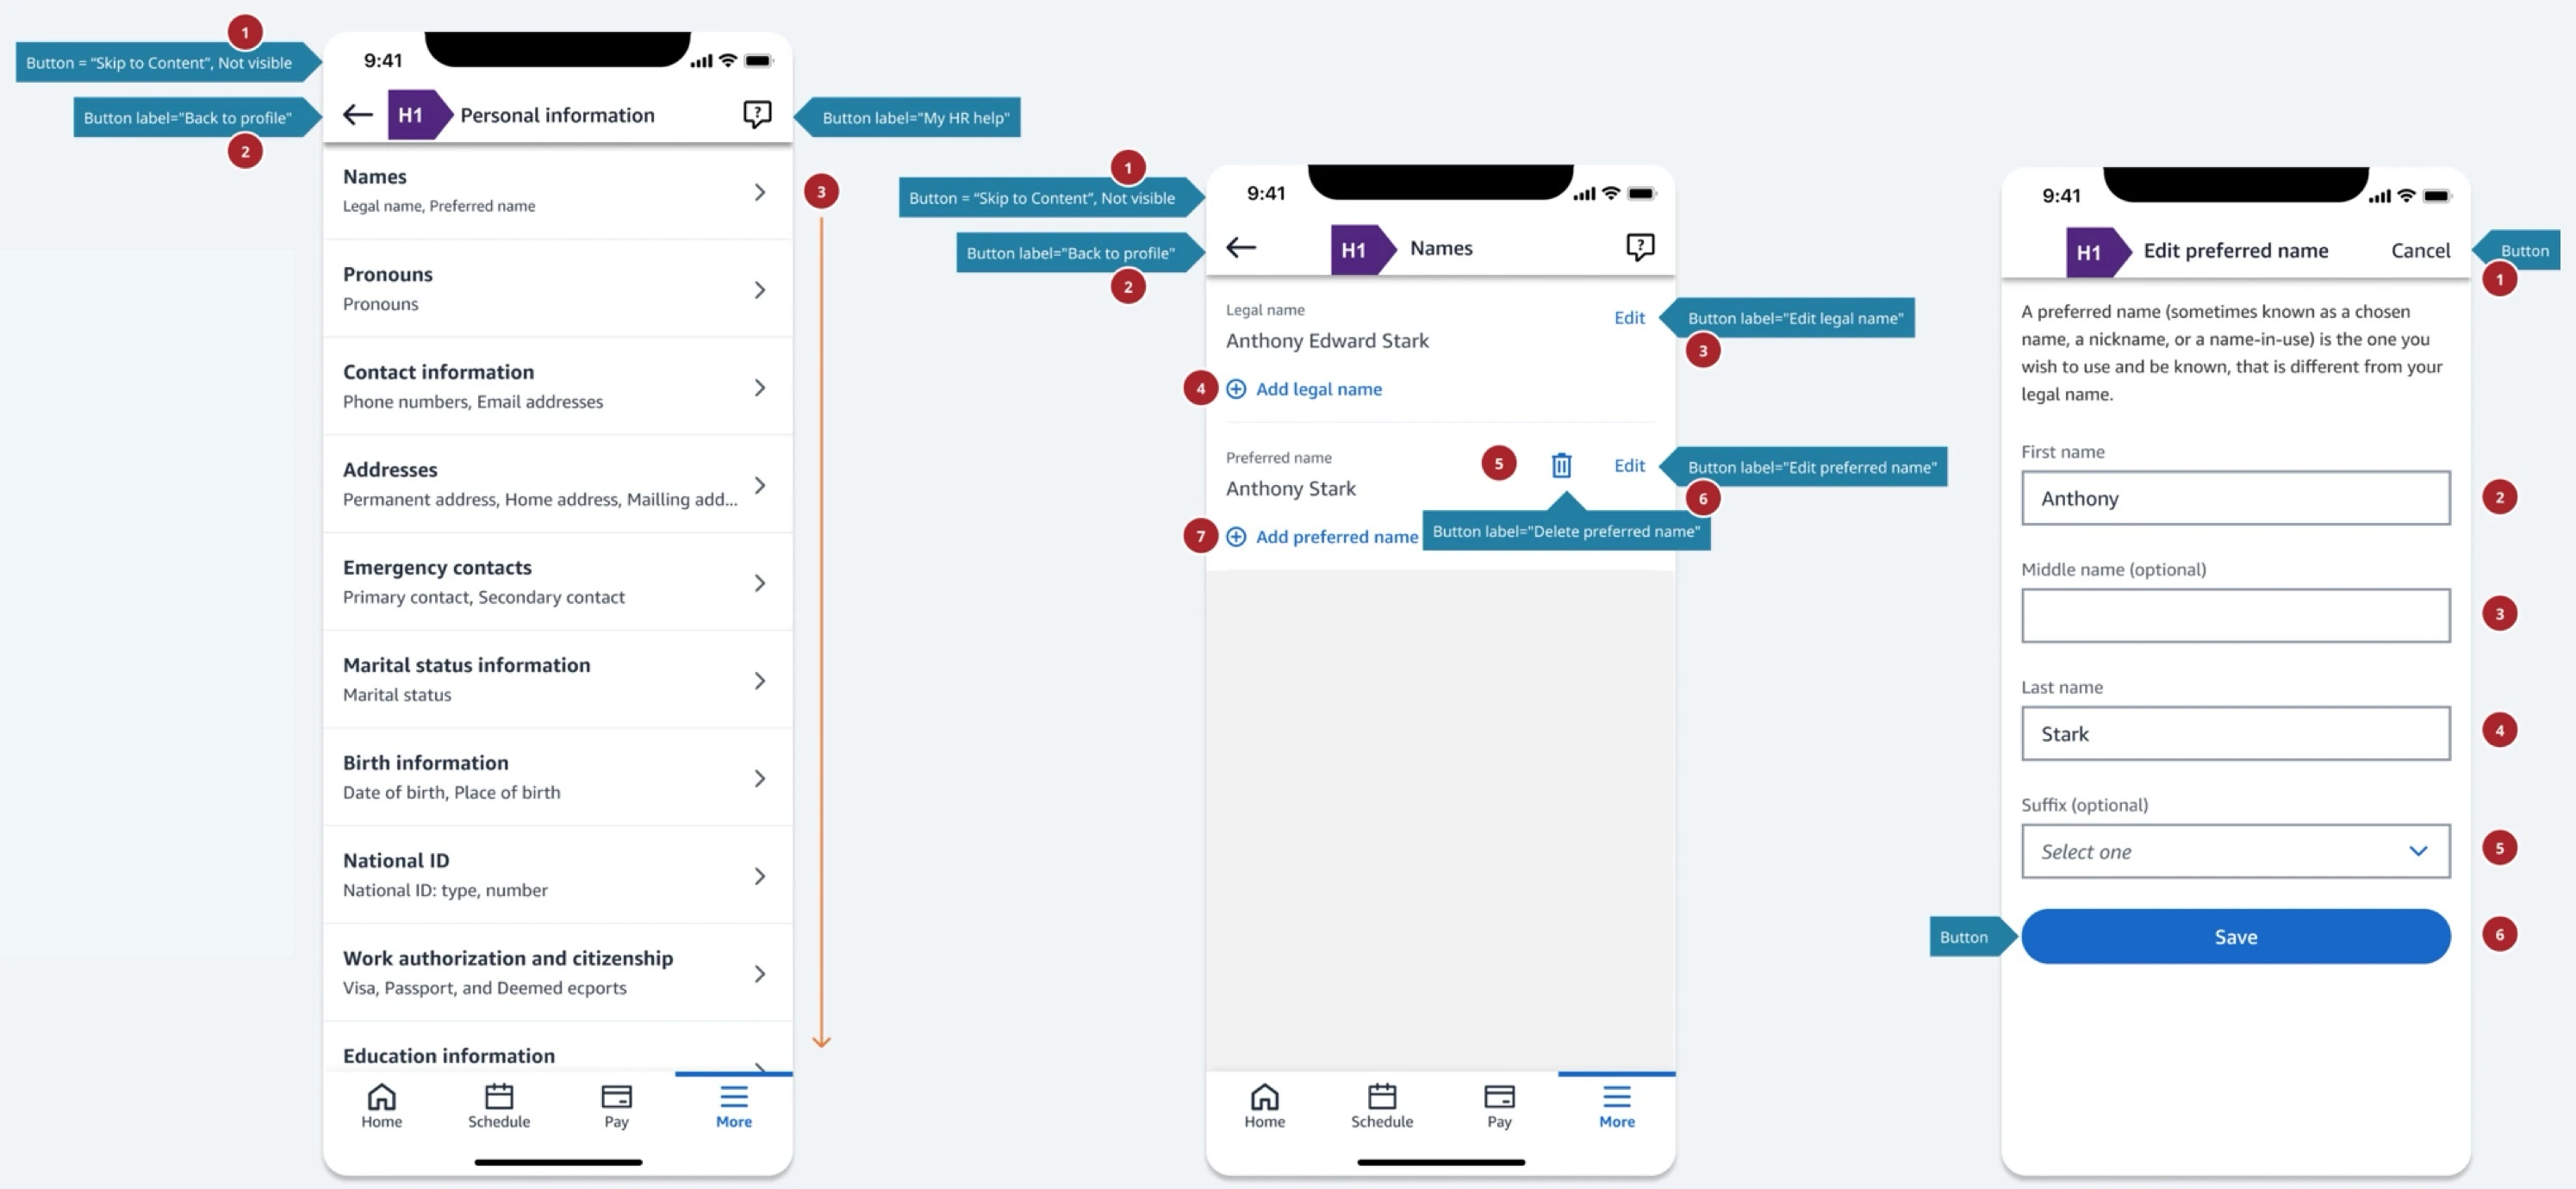 1
Button = “Skip to Content”, Not visible
Button label="Back to profile"
2
9:41
H1 Personal information
?
Button label="My HR help"
3
Names
Legal name, Preferred name
Pronouns
Pronouns
Contact information
Phone numbers, Email addresses
Addresses
Permanent address, Home address, Mailling add...
Emergency contacts
Primary contact, Secondary contact
Marital status information
Marital status
Birth information
Date of birth, Place of birth
National ID
National ID: type, number
Work authorization and citizenship
Visa, Passport, and Deemed ecports
Education information
Home Schedule Pay More
1
Button = “Skip to Content”, Not visible
Button label="Back to profile"
2
9:41
H1 Names
?
Legal name
Anthony Edward Stark
Edit
Button label="Edit legal name"
3
4 Add legal name
Preferred name
Anthony Stark
5
Edit
Button label="Edit preferred name"
6
Button label="Delete preferred name"
7 Add preferred name
Home Schedule Pay More
9:41
H1 Edit preferred name Cancel
Button
1
A preferred name (sometimes known as a chosen
name, a nickname, or a name-in-use) is the one you
wish to use and be known, that is different from your
legal name.
First name
Anthony
2
Middle name (optional)
3
Last name
Stark
4
Suffix (optional)
Select one
5
Button
Save
6